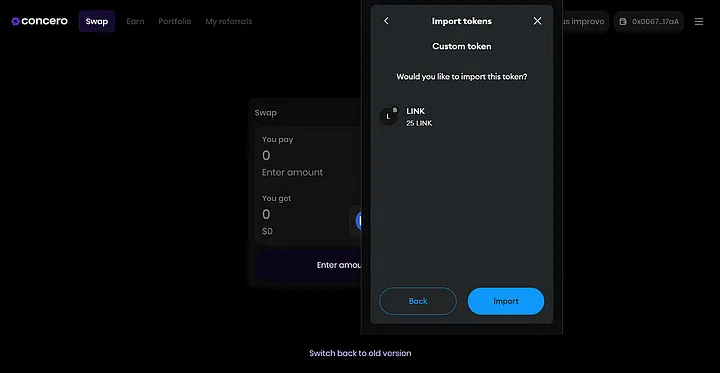 concero
Swap
Earn
Portfolio
My referrals
us improve
0x0D87...17aA
Import tokens
Custom token
Would you like to import this token?
L
B
LINK
25 LINK
Back
Import
Swap
You pay
0
Enter amount
You get
0
$0
Enter amou
Switch back to old version